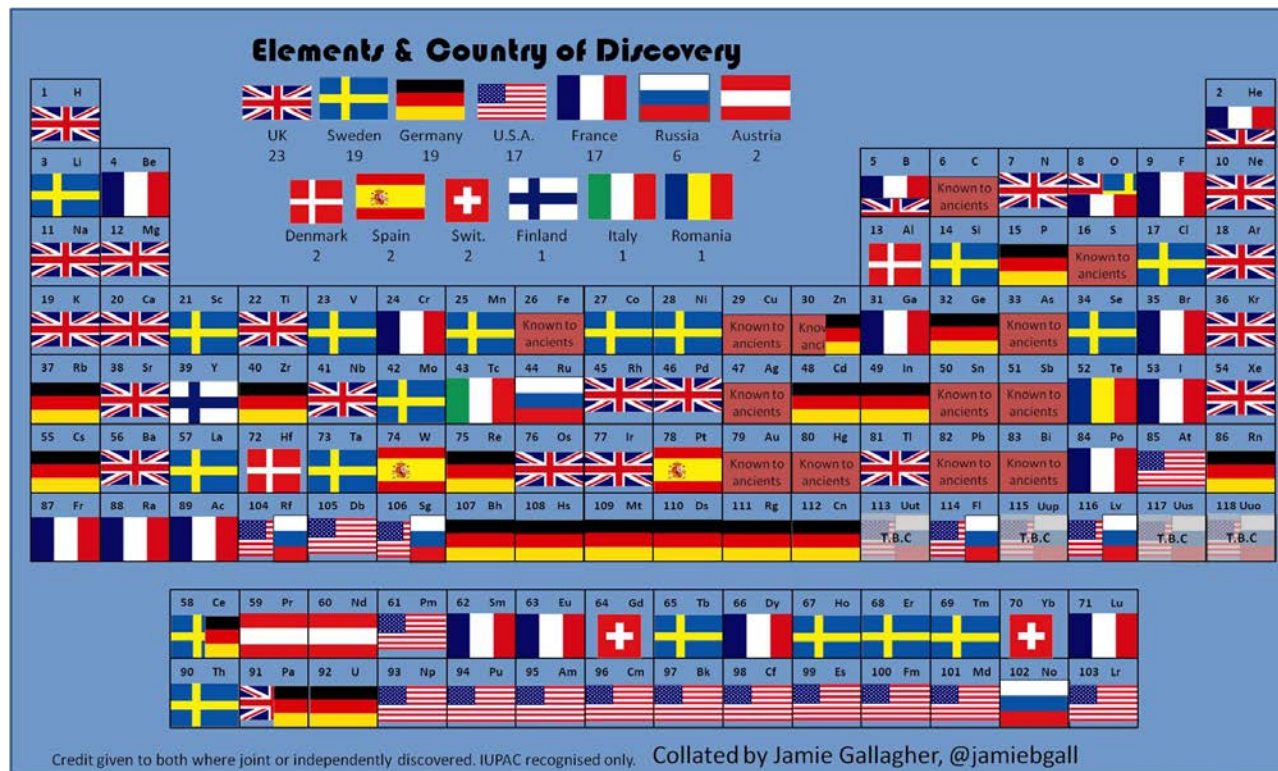 Elements & Country of Discovery
UK Sweden Germany U.S.A. France Russia Austria
23 19 19 17 17 6 2
Denmark Spain Swit. Finland Italy Romania
2 2 2 1 1 1
1 H 2 He
3 Li 4 Be 5 B 6 C 7 N 8 O 9 F 10 Ne
Known to
ancients
11 Na 12 Mg 13 Al 14 Si 15 P 16 S 17 Cl 18 Ar
Known to
ancients
19 K 20 Ca 21 Sc 22 Ti 23 V 24 Cr 25 Mn 26 Fe 27 Co 28 Ni 29 Cu 30 Zn 31 Ga 32 Ge 33 As 34 Se 35 Br 36 Kr
Known to Known to Know Known to
ancients ancients anci ancients
37 Rb 38 Sr 39 Y 40 Zr 41 Nb 42 Mo 43 Tc 44 Ru 45 Rh 46 Pd 47 Ag 48 Cd 49 In 50 Sn 51 Sb 52 Te 53 I 54 Xe
Known to Known to Known to
ancients ancients ancients
55 Cs 56 Ba 57 La 72 Hf 73 Ta 74 W 75 Re 76 Os 77 Ir 78 Pt 79 Au 80 Hg 81 Tl 82 Pb 83 Bi 84 Po 85 At 86 Rn
Known to Known to Known to Known to
ancients ancients ancients ancients
87 Fr 88 Ra 89 Ac 104 Rf 105 Db 106 Sg 107 Bh 108 Hs 109 Mt 110 Ds 111 Rg 112 Cn 113 Uut 114 Fl 115 Uup 116 Lv 117 Uus 118 Uuo
T.B.C T.B.C T.B.C T.B.C
58 Ce 59 Pr 60 Nd 61 Pm 62 Sm 63 Eu 64 Gd 65 Tb 66 Dy 67 Ho 68 Er 69 Tm 70 Yb 71 Lu
90 Th 91 Pa 92 U 93 Np 94 Pu 95 Am 96 Cm 97 Bk 98 Cf 99 Es 100 Fm 101 Md 102 No 103 Lr
Credit given to both where joint or independently discovered. IUPAC recognised only. Collated by Jamie Gallagher, @jamiebgall